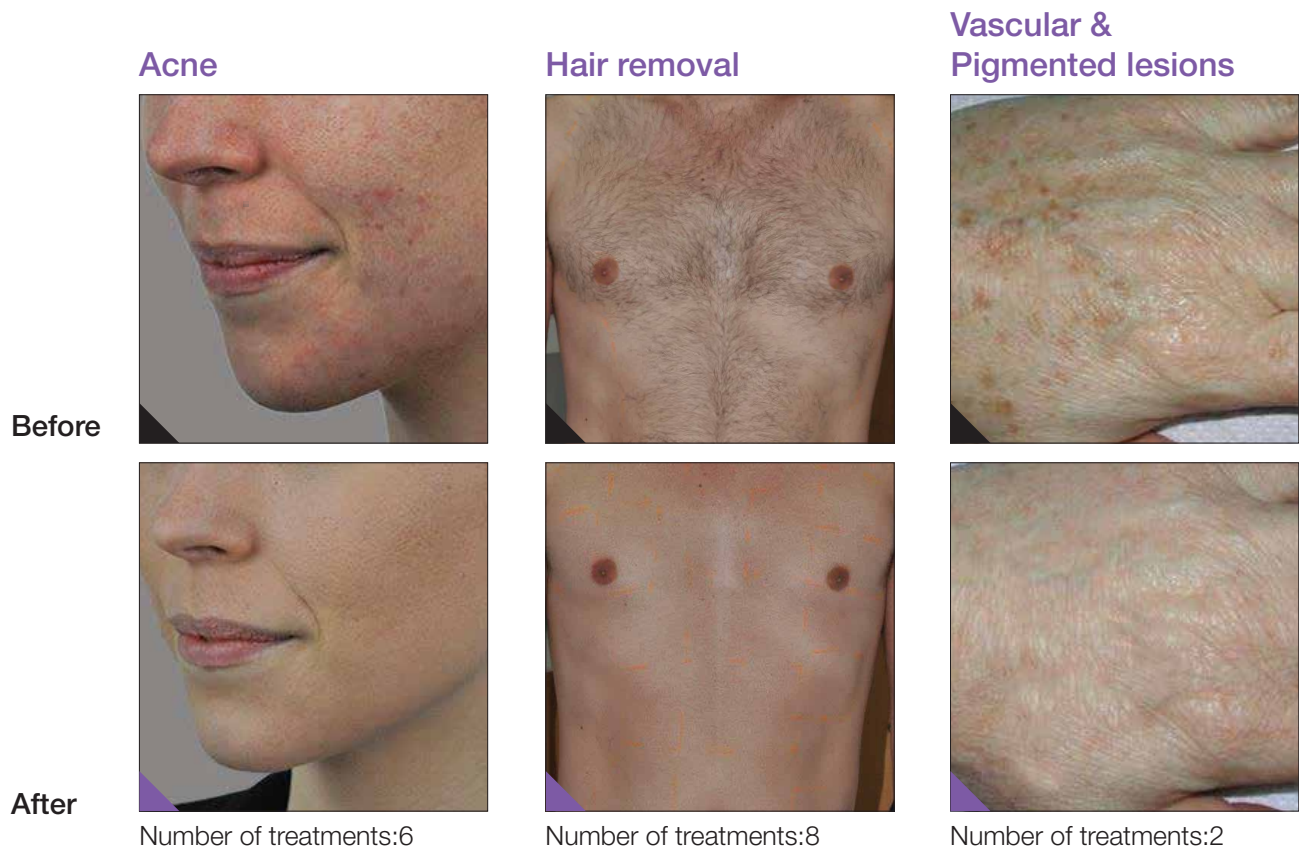 Acne
Hair removal
Vascular &
Pigmented lesions
Before
After
Number of treatments:6
Number of treatments:8
Number of treatments:2